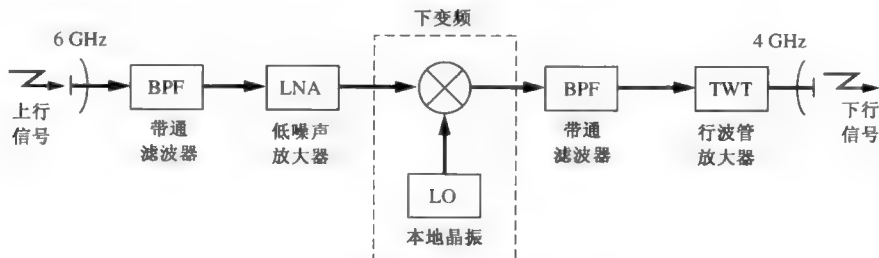 下变频
6 GHz
4 GHz
BPF
LNA
BPF
TWT
上行
信号
带通
滤波器
低噪声
放大器
带通
滤波器
行波管
放大器
下行
信号
LO
本地晶振